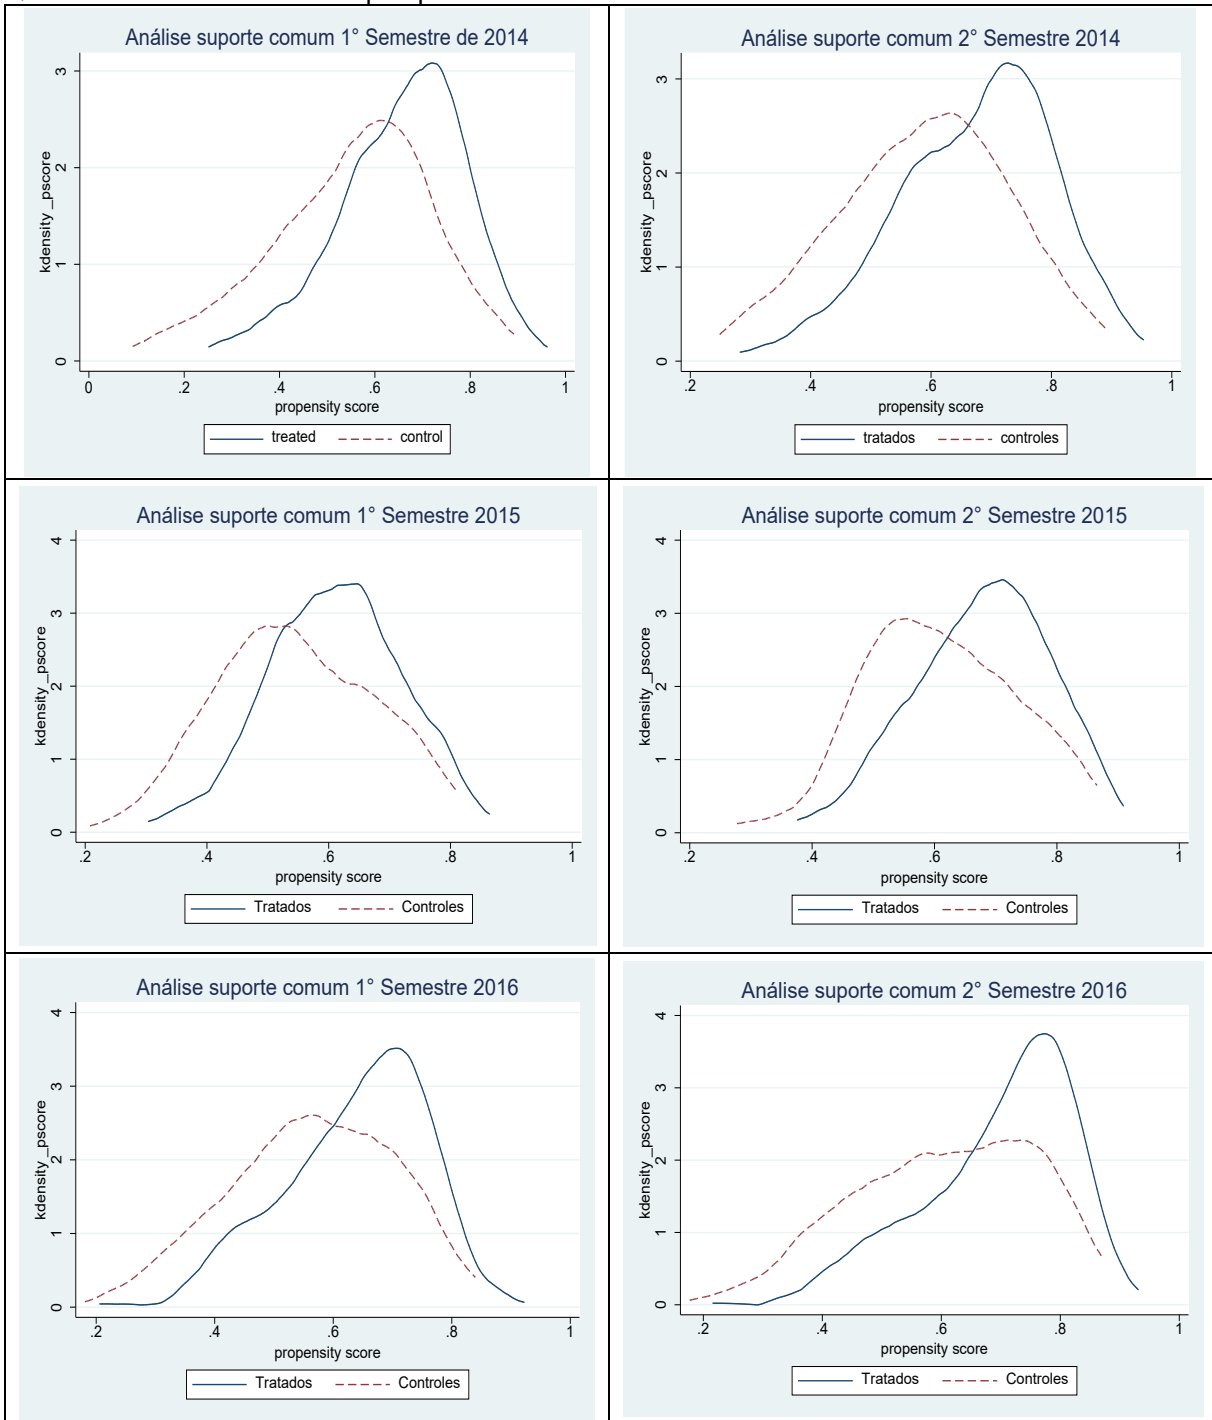 Análise suporte comum 1° Semestre de 2014
kdensity _pscore
3
2
1
0
0 .2 .4 .6 .8 1
propensity score
treated control
Análise suporte comum 2° Semestre 2014
kdensity _pscore
3
2
1
0
.2 .4 .6 .8 1
propensity score
tratados controles
Análise suporte comum 1° Semestre 2015
kdensity _pscore
4
3
2
1
0
.2 .4 .6 .8 1
propensity score
Tratados Controles
Análise suporte comum 2° Semestre 2015
kdensity _pscore
4
3
2
1
0
.2 .4 .6 .8 1
propensity score
Tratados Controles
Análise suporte comum 1° Semestre 2016
kdensity _pscore
4
3
2
1
0
.2 .4 .6 .8 1
propensity score
Tratados Controles
Análise suporte comum 2° Semestre 2016
kdensity _pscore
4
3
2
1
0
.2 .4 .6 .8 1
propensity score
Tratados Controles